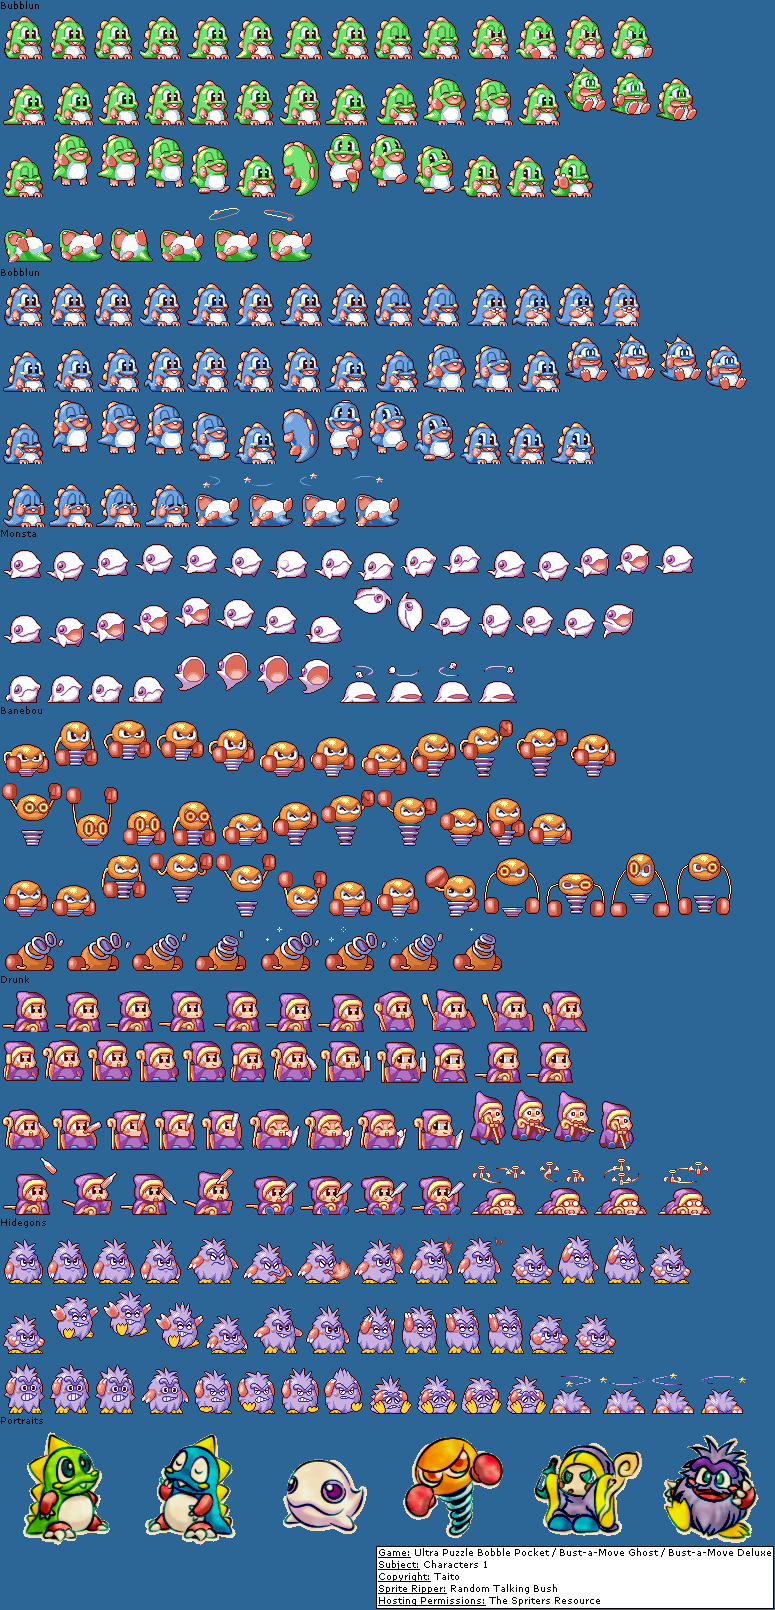 Bubblun
Bobblun
Monsta
Banebou
Drunk
Hidegons
Portraits
Game: Ultra Puzzle Bobble Pocket / Bust-a-Move Ghost / Bust-a-Move Deluxe
Subject: Characters 1
Copyright: Taito
Sprite Ripper: Random Talking Bush
Hosting Permissions: The Spriters Resource